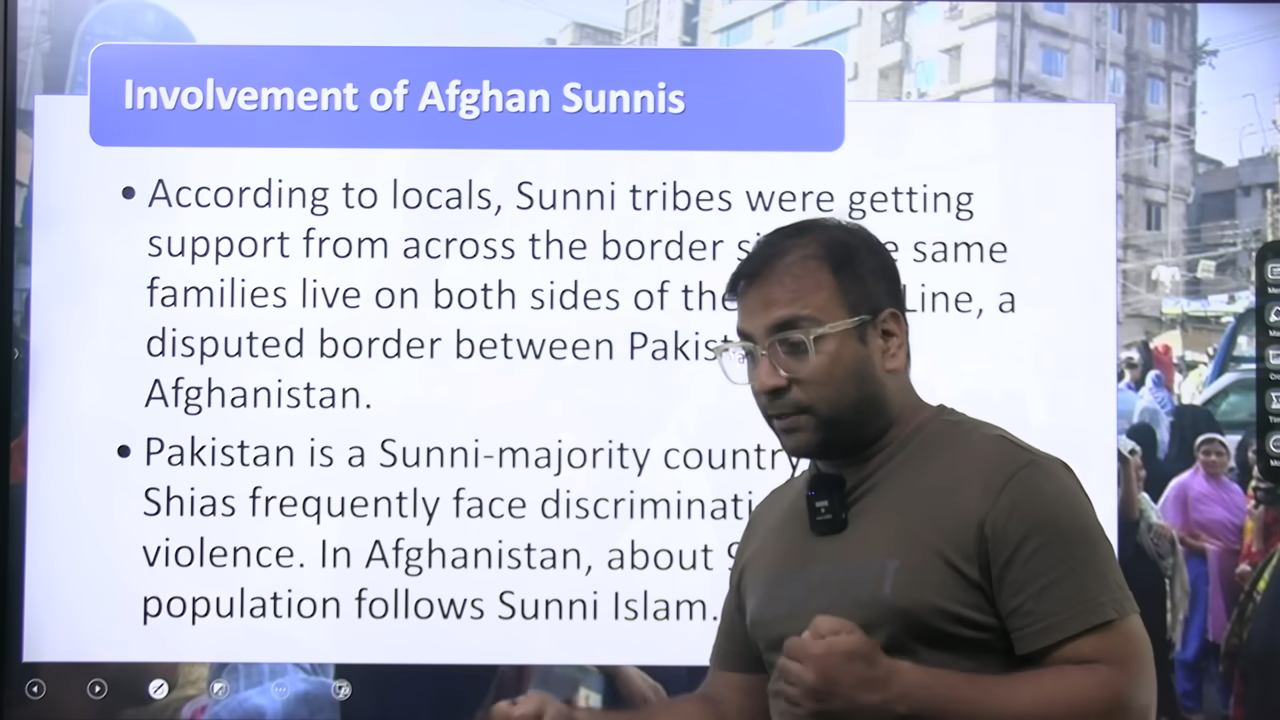 Involvement of Afghan Sunnis
• According to locals, Sunni tribes were getting
support from across the border same
families live on both sides of the Line, a
disputed border between
Afghanistan.
• Pakistan is a Sunni-majority country
Shias frequently face
violence. In Afghanistan, about
population follows Sunni Islam.